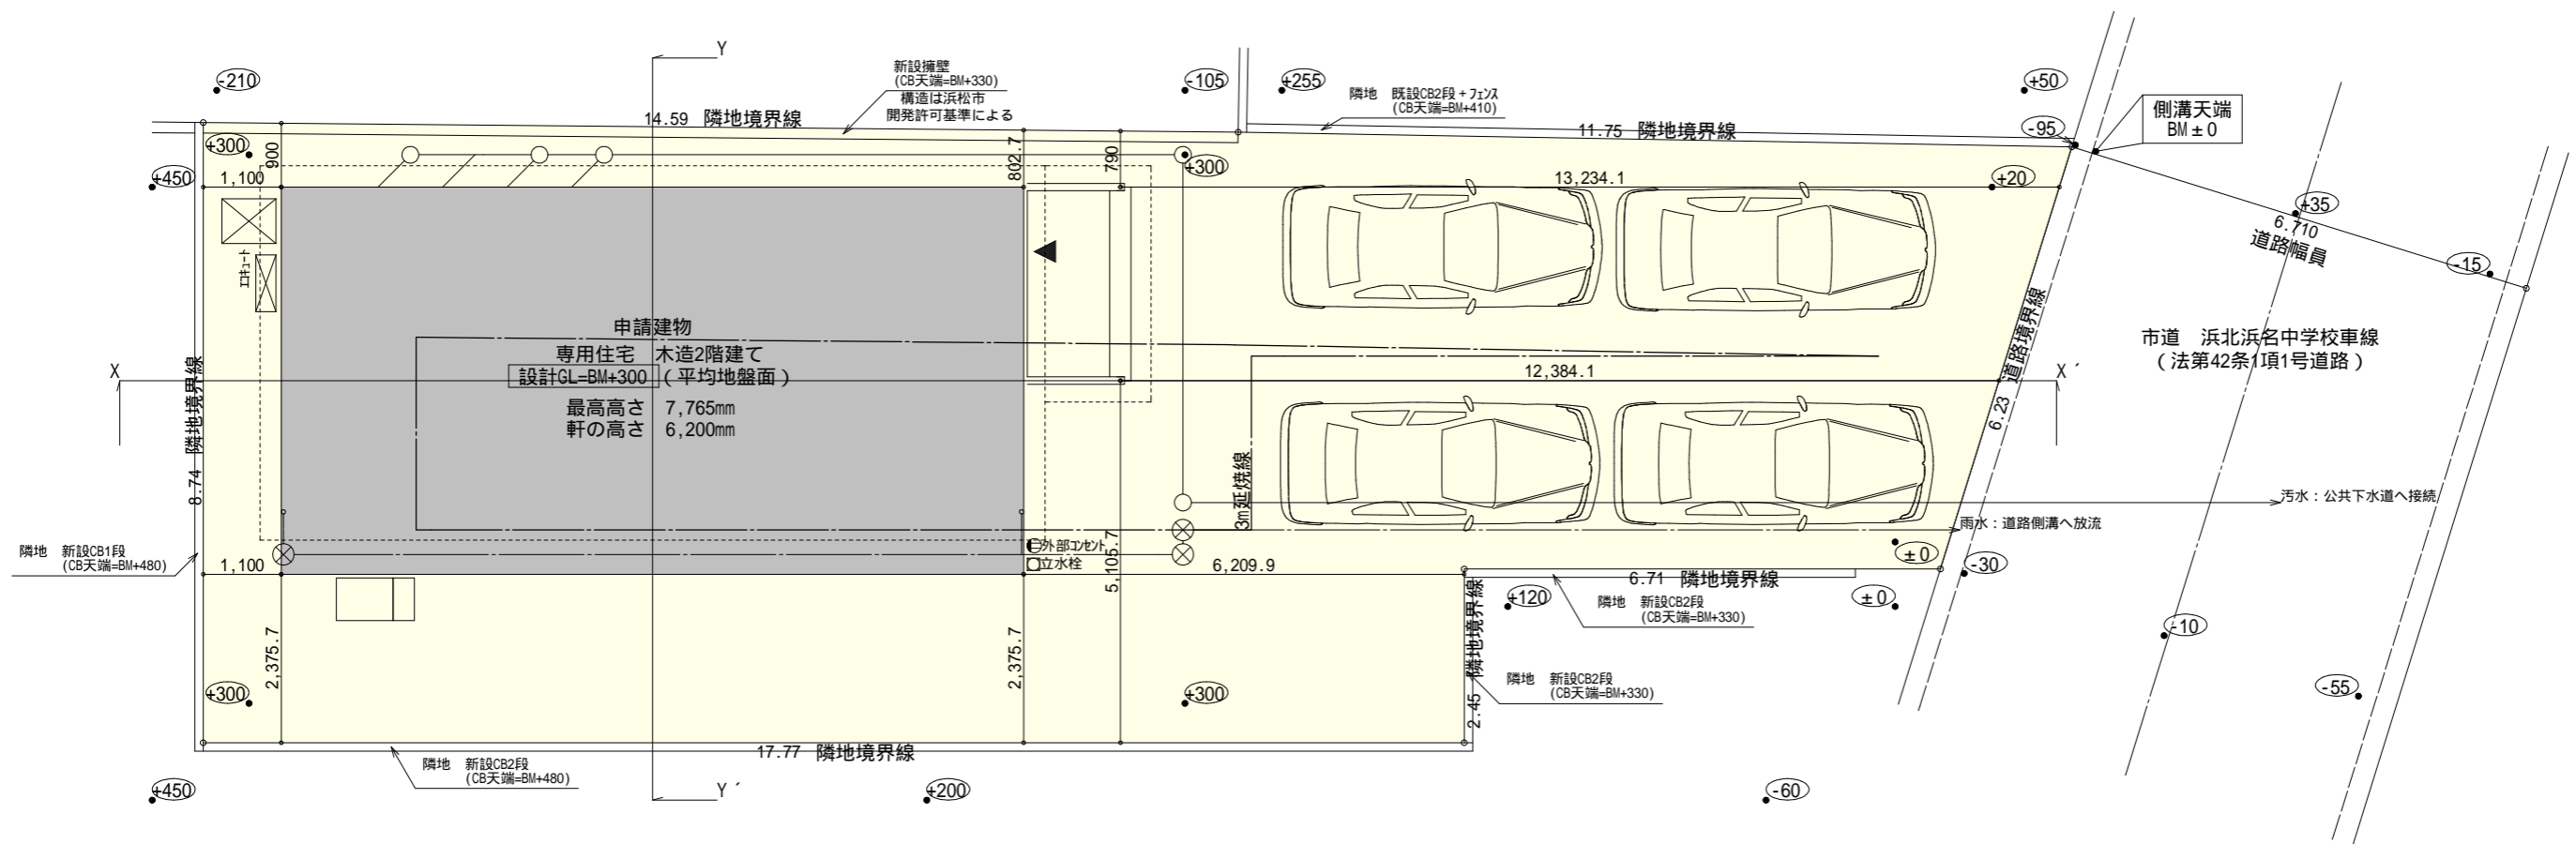 Y
-210
新設擁壁
(CB天端=BM+330)
構造は浜松市
開発許可基準による
-105
+255
隣地 既設CB2段+フェンス
(CB天端=BM+410)
+50
側溝天端
BM±0
14.59 隣地境界線
11.75 隣地境界線
-95
+300
900
802.7
790
+300
+450
1,100
13,234.1
+20
+35
6.710
道路幅員
-15
エコキュート
申請建物
専用住宅 木造2階建て
設計GL=BM+300 (平均地盤面)
最高高さ 7,765mm
軒の高さ 6,200mm
X
12,384.1
X´
道路境界線
6.23
市道 浜北浜名中学校車線
(法第42条1項1号道路)
8.74 隣地境界線
3m延焼線
汚水:公共下水道へ接続
雨水:道路側溝へ放流
隣地 新設CB1段
(CB天端=BM+480)
外部コンセント
立水栓
1,100
5,105.7
6,209.9
±0
-30
6.71 隣地境界線
+120
隣地 新設CB2段
(CB天端=BM+330)
±0
-10
2,375.7
2,375.7
2.45 隣地境界線
隣地 新設CB2段
(CB天端=BM+330)
+300
+300
-55
17.77 隣地境界線
隣地 新設CB2段
(CB天端=BM+480)
+450
Y´
+200
-60